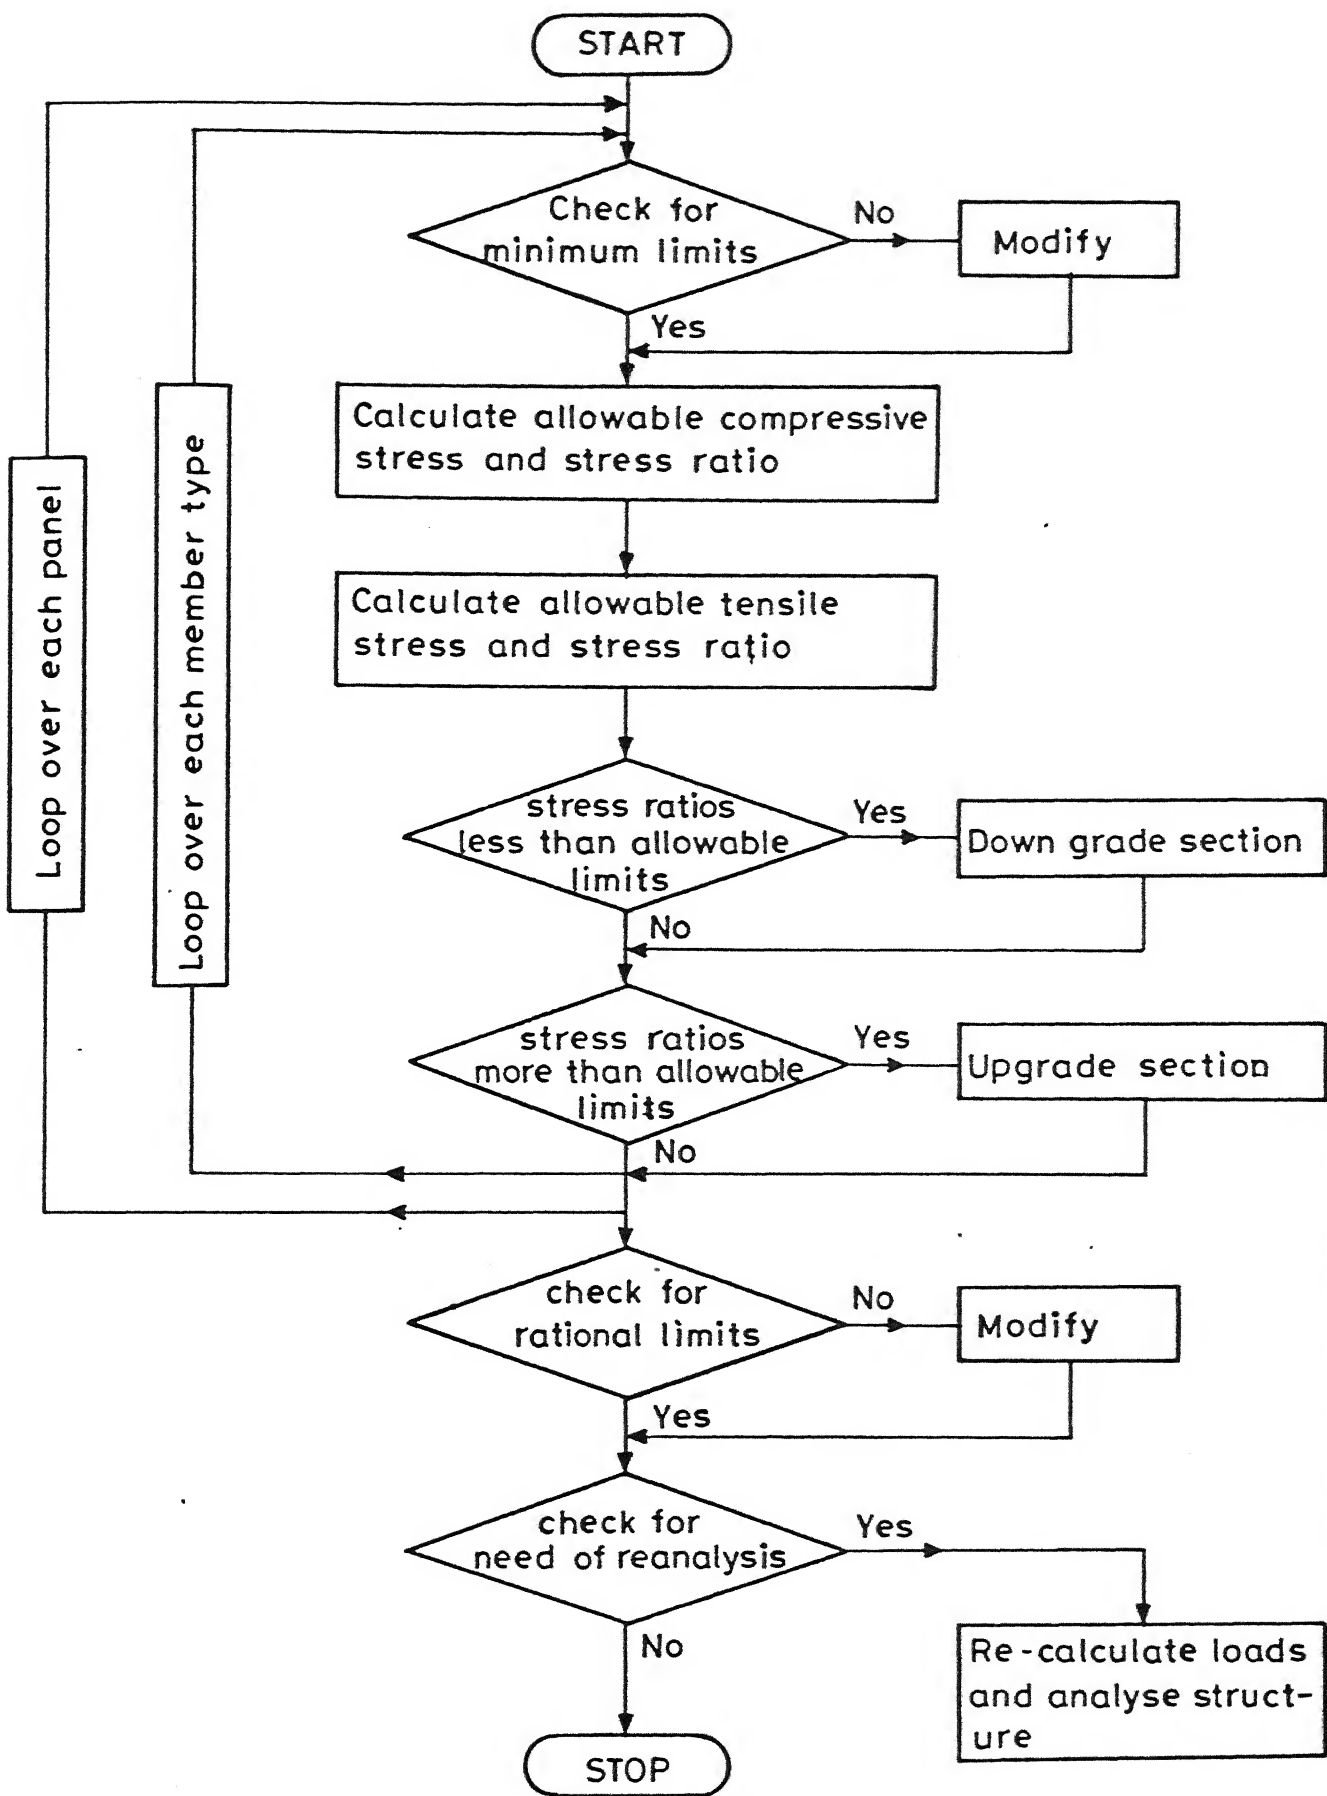 START
Check for
minimum limits
No
Modify
Yes
Calculate allowable compressive
stress and stress ratio
Calculate allowable tensile
stress and stress ratio
stress ratios
less than allowable
limits
Yes
Down grade section
No
stress ratios
more than allowable
limits
Yes
Upgrade section
No
Loop over each panel
Loop over each member type
check for
rational limits
No
Modify
Yes
check for
need of reanalysis
Yes
Re-calculate loads
and analyse struct-
ure
No
STOP